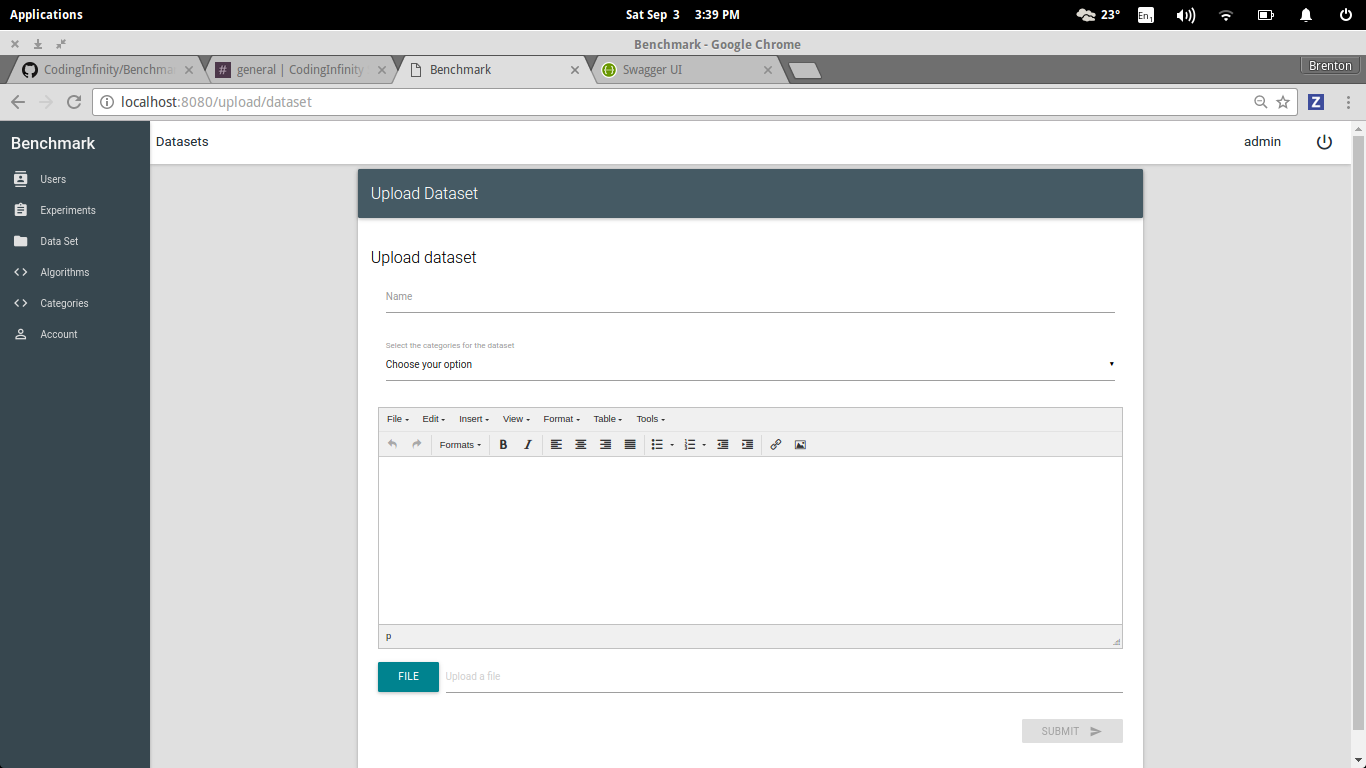 Applications
Sat Sep 3 3:39 PM
23°
En1
Benchmark - Google Chrome
CodingInfinity/Benchma
# general | CodingInfinity
Benchmark
Swagger UI
Brenton
localhost:8080/upload/dataset
Z
Benchmark
Datasets
admin
Users
Experiments
Data Set
Algorithms
Categories
Account
Upload Dataset
Upload dataset
Name
Select the categories for the dataset
Choose your option
File Edit Insert View Format Table Tools
Formats B I
p
FILE
Upload a file
SUBMIT